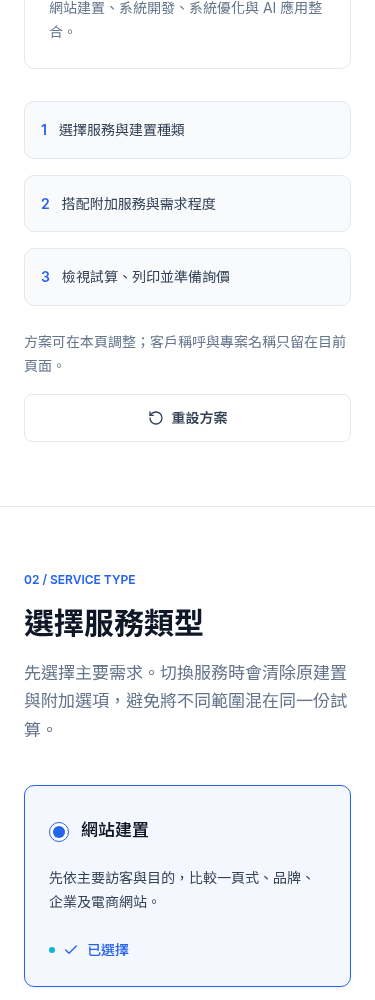 網站建置、系統開發、系統優化與 AI 應用整
合。
1 選擇服務與建置種類
2 搭配附加服務與需求程度
3 檢視試算、列印並準備詢價
方案可在本頁調整；客戶稱呼與專案名稱只留在目前
頁面。
重設方案
02 / SERVICE TYPE
選擇服務類型
先選擇主要需求。切換服務時會清除原建置
與附加選項，避免將不同範圍混在同一份試
算。
網站建置
先依主要訪客與目的，比較一頁式、品牌、
企業及電商網站。
已選擇